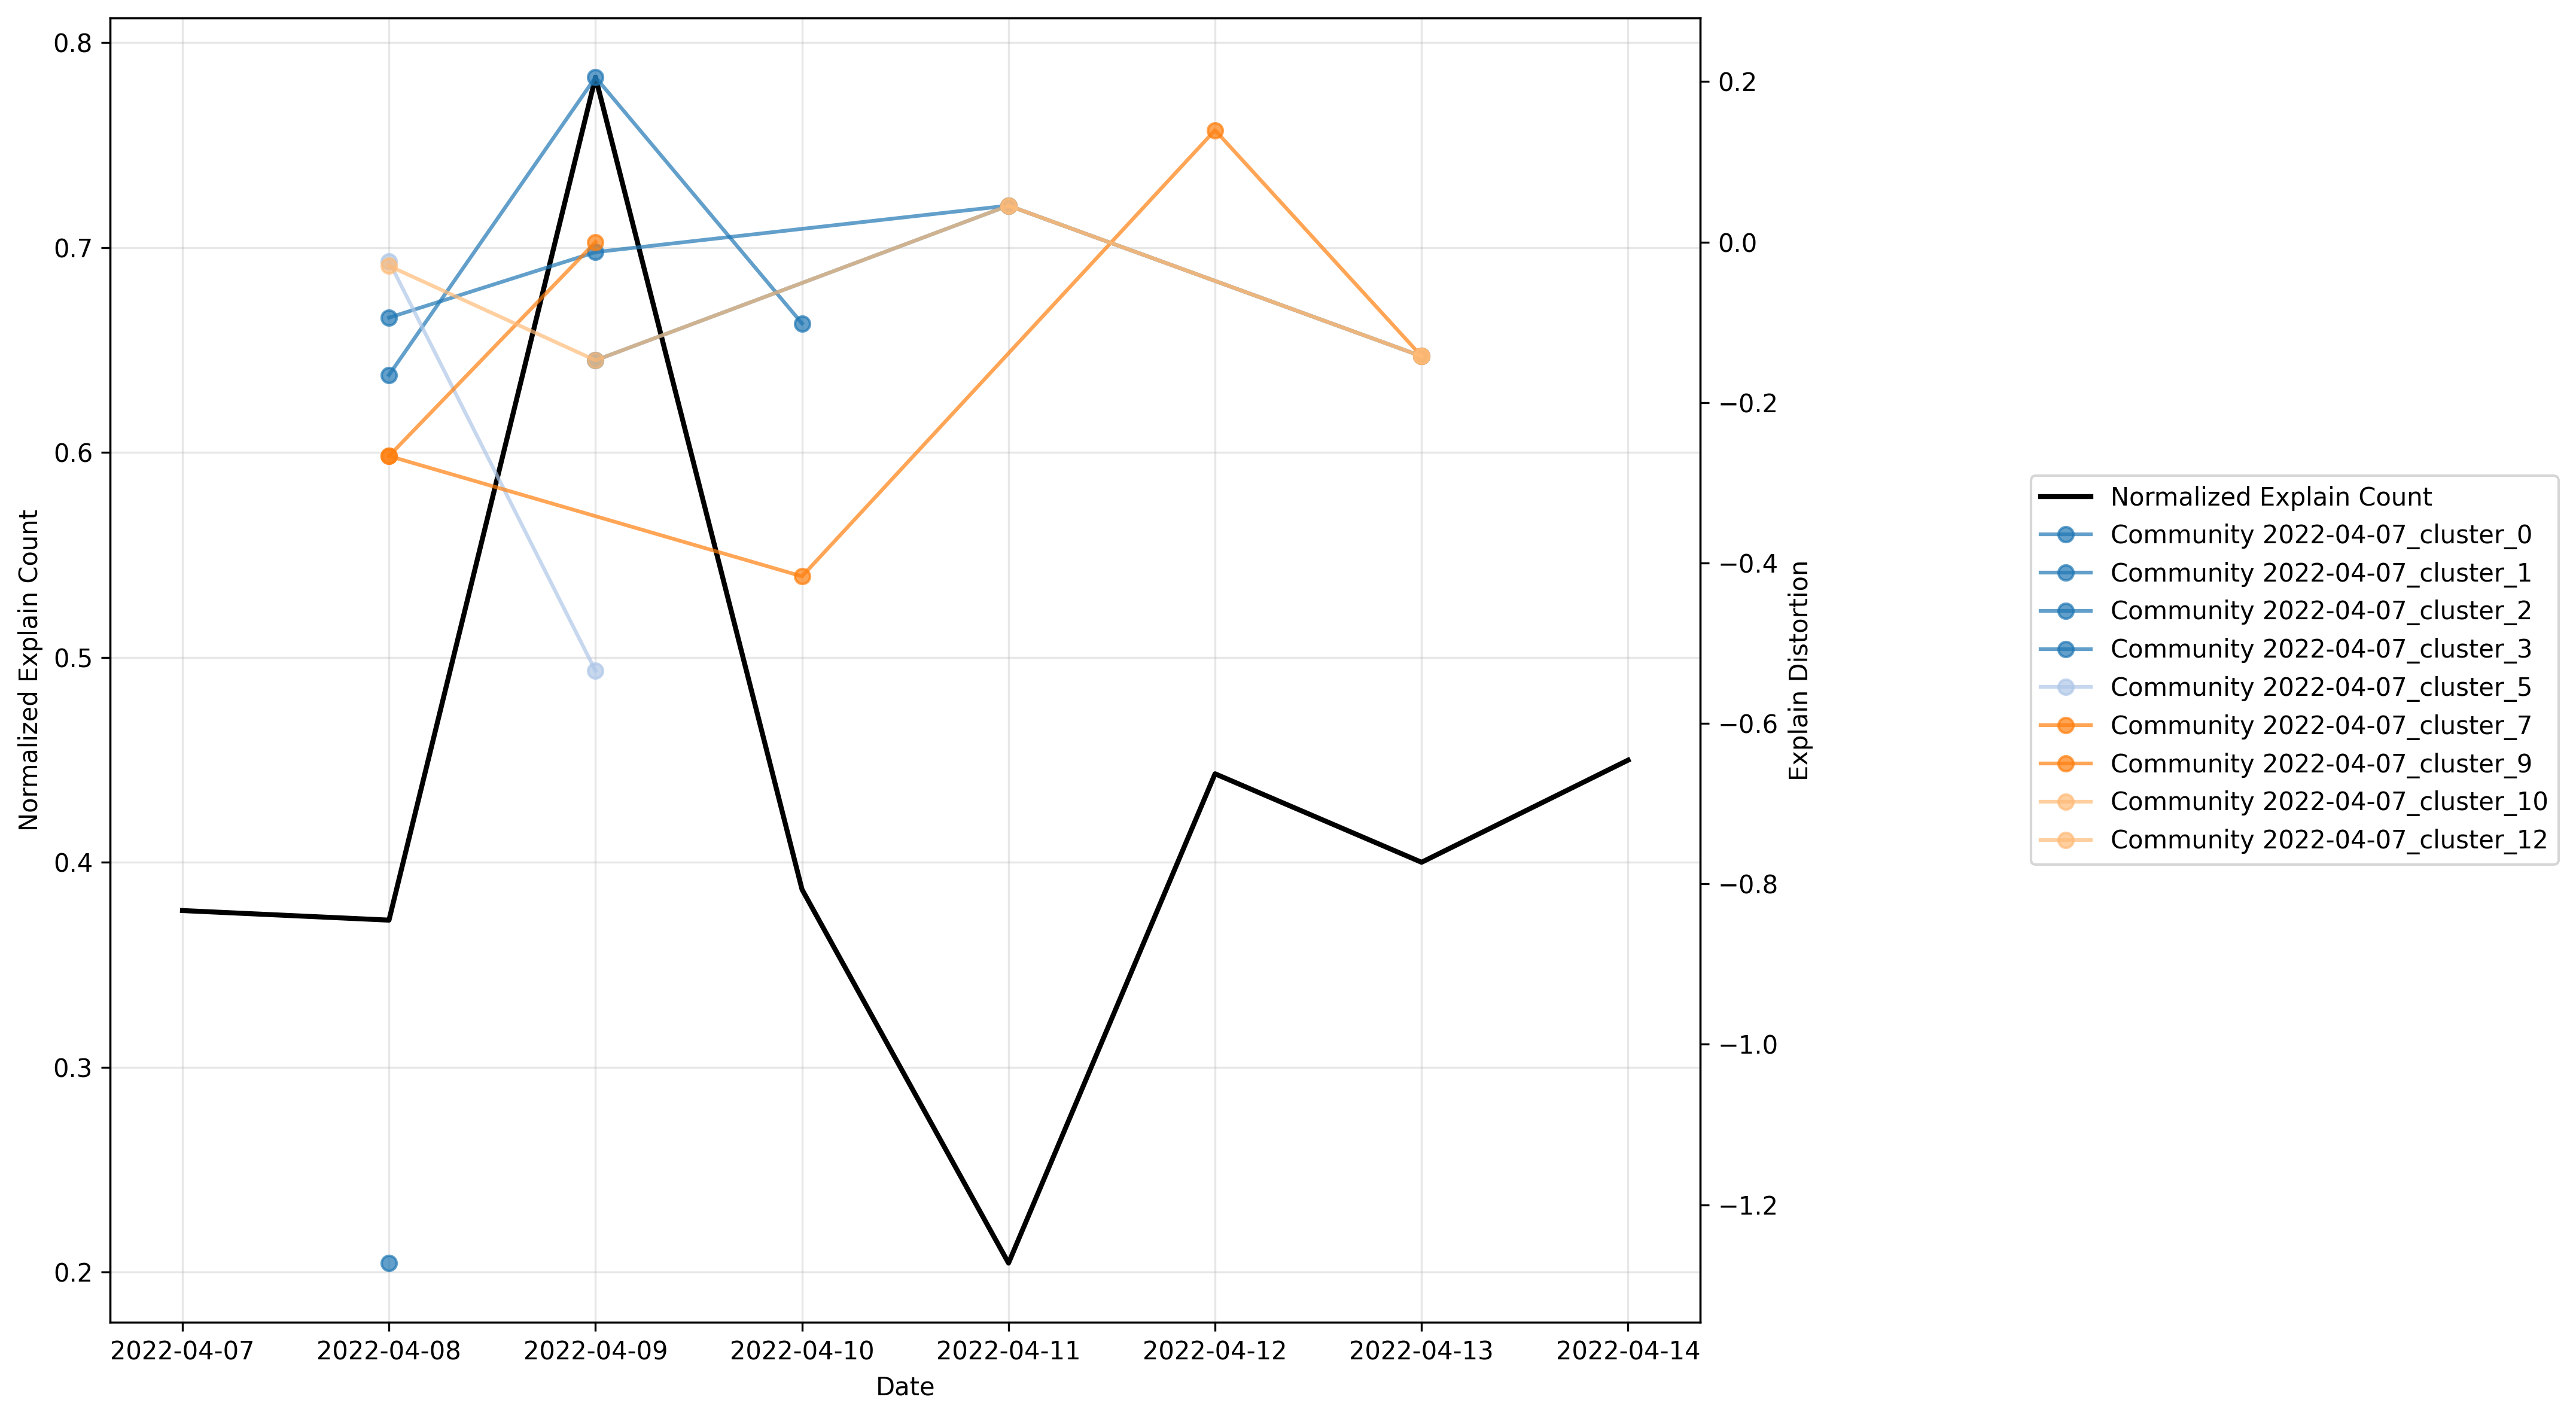 0.8
0.7
0.6
0.5
0.4
0.3
0.2
Normalized Explain Count
2022-04-07
2022-04-08
2022-04-09
2022-04-10
2022-04-11
2022-04-12
2022-04-13
2022-04-14
Date
0.2
0.0
−0.2
−0.4
−0.6
−0.8
−1.0
−1.2
Explain Distortion
Normalized Explain Count
Community 2022-04-07_cluster_0
Community 2022-04-07_cluster_1
Community 2022-04-07_cluster_2
Community 2022-04-07_cluster_3
Community 2022-04-07_cluster_5
Community 2022-04-07_cluster_7
Community 2022-04-07_cluster_9
Community 2022-04-07_cluster_10
Community 2022-04-07_cluster_12